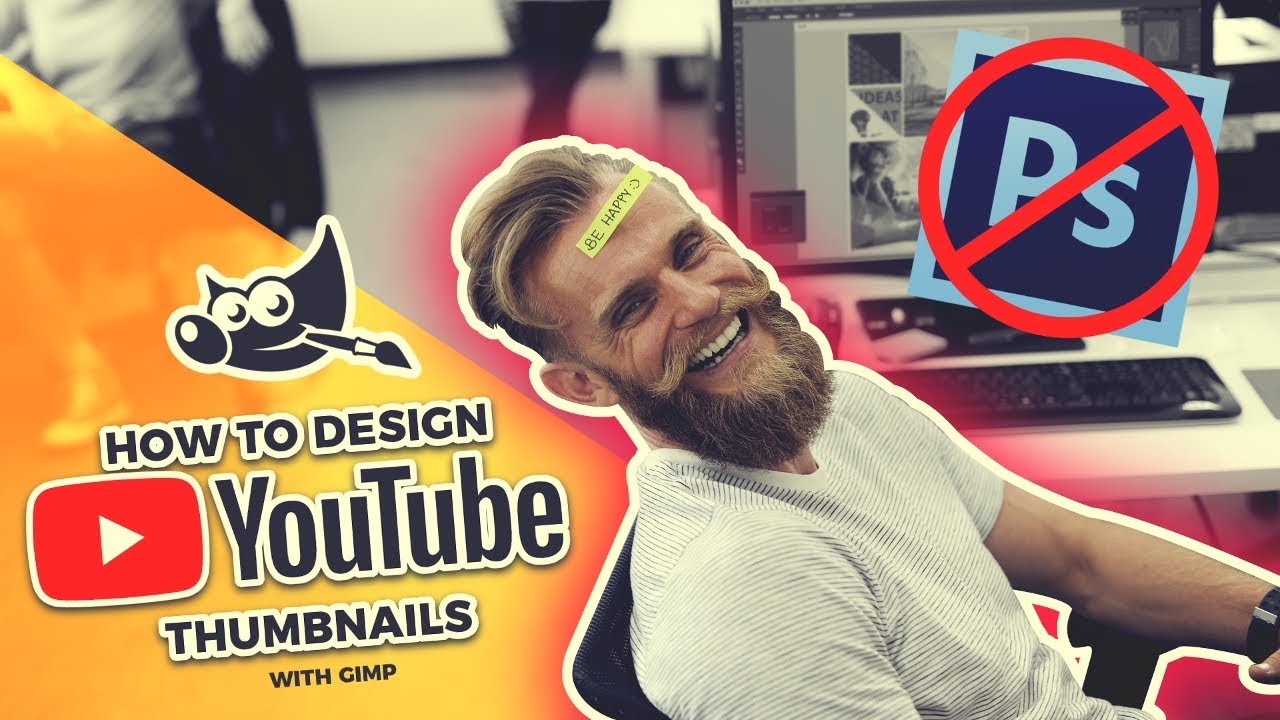 HOW TO DESIGN
YouTube
THUMBNAILS
WITH GIMP
BE HAPPY :)
IDEAS
Ps